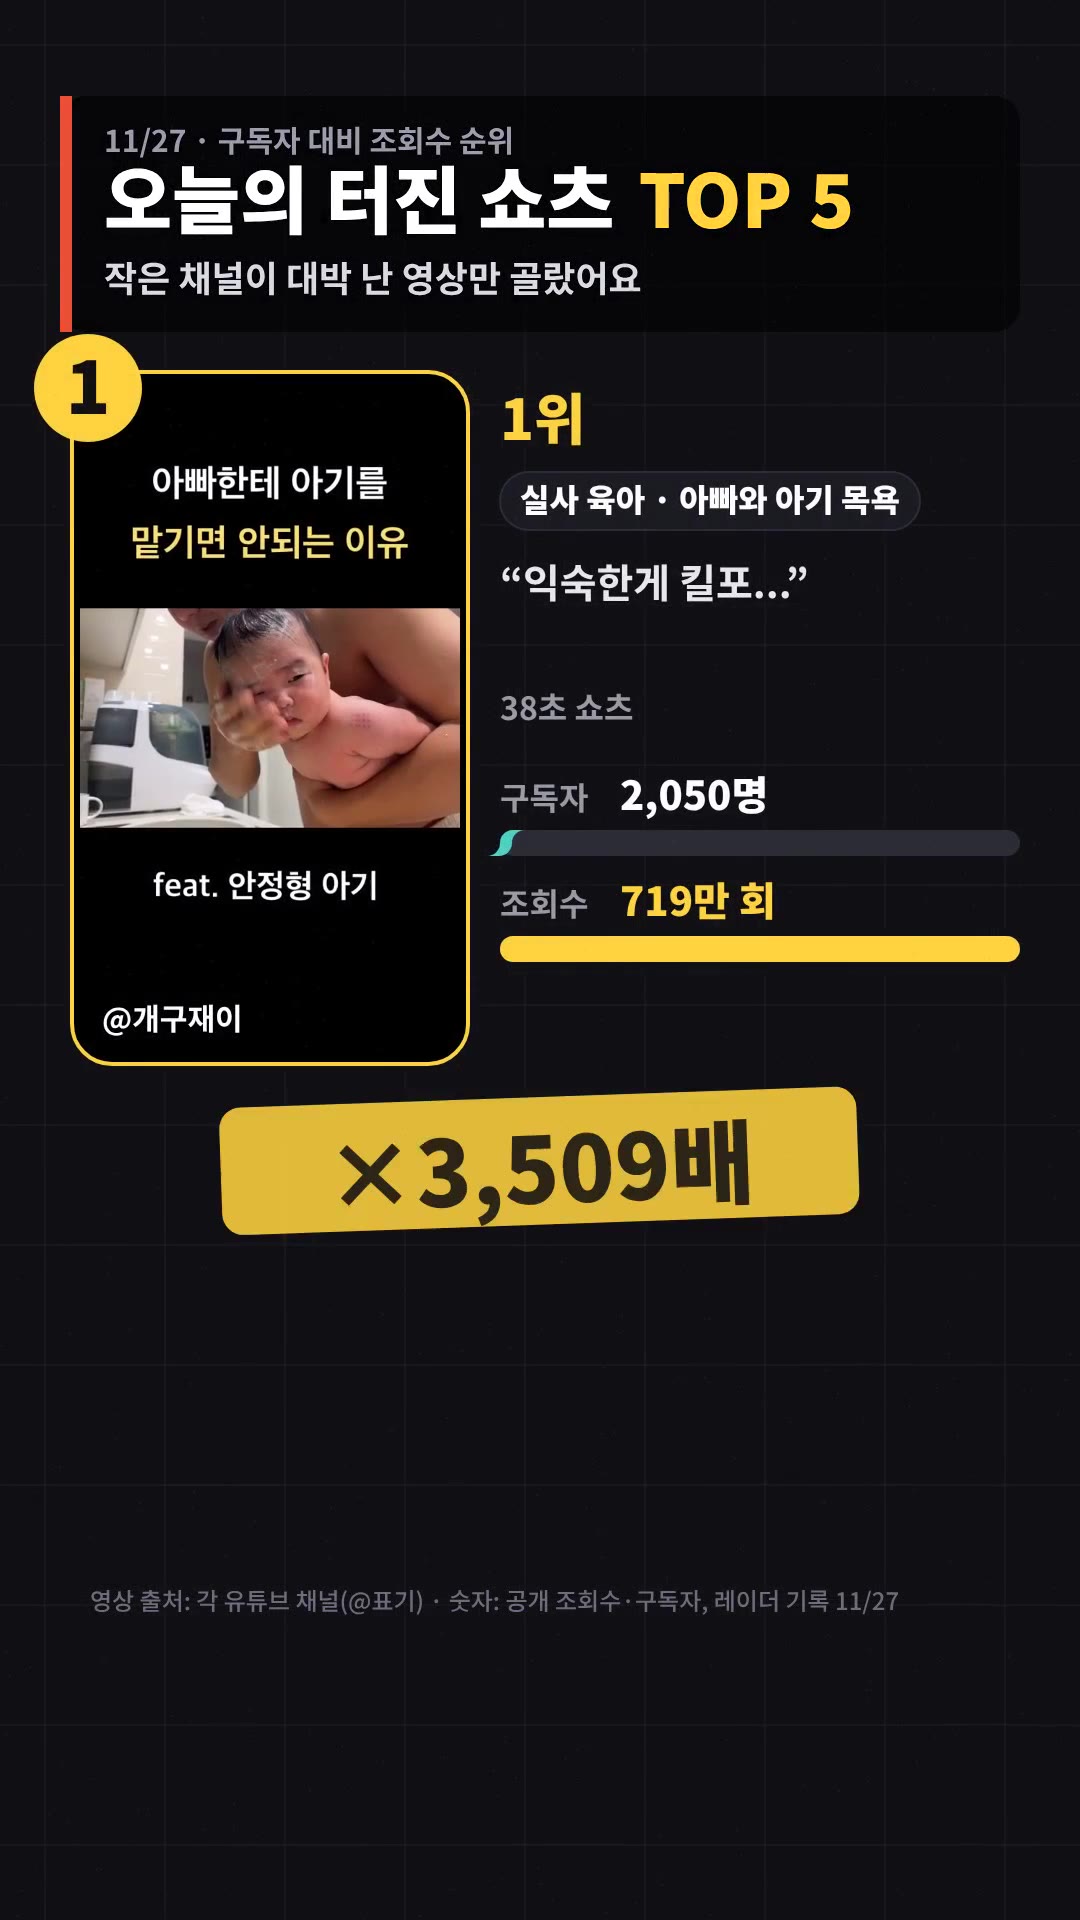 11/27 · 구독자 대비 조회수 순위
오늘의 터진 쇼츠 TOP 5
작은 채널이 대박 난 영상만 골랐어요
1
아빠한테 아기를
맡기면 안되는 이유
feat. 안정형 아기
@개구재이
1위
실사 육아 · 아빠와 아기 목욕
“익숙한게 킬포...”
38초 쇼츠
구독자 2,050명
조회수 719만 회
×3,509배
영상 출처: 각 유튜브 채널(@표기) · 숫자: 공개 조회수·구독자, 레이더 기록 11/27